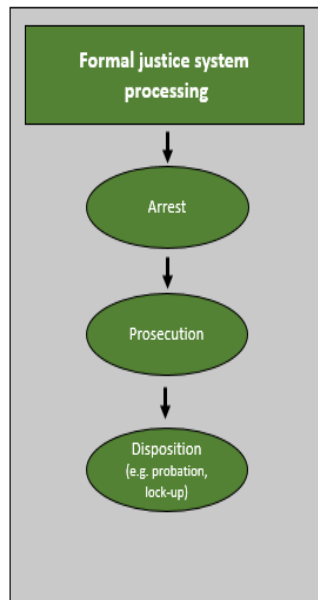 Formal justice system
processing
Arrest
Prosecution
Disposition
(e.g. probation,
lock-up)